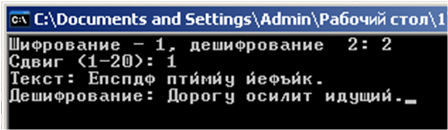 C:\Documents and Settings\Admin\Рабочий стол\1
Шифрование - 1, дешифрование  2: 2
Сдвиг (1-20): 1
Текст: Епспдф птймйу йефъйк.
Дешифрование: Дорогу осилит идущий.